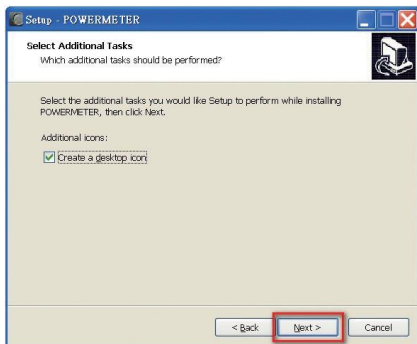 Setup - POWERMETER
Select Additional Tasks
Which additional tasks should be performed?
Select the additional tasks you would like Setup to perform while installing
POWERMETER, then click Next.
Additional icons:
Create a desktop icon
< Back
Next >
Cancel